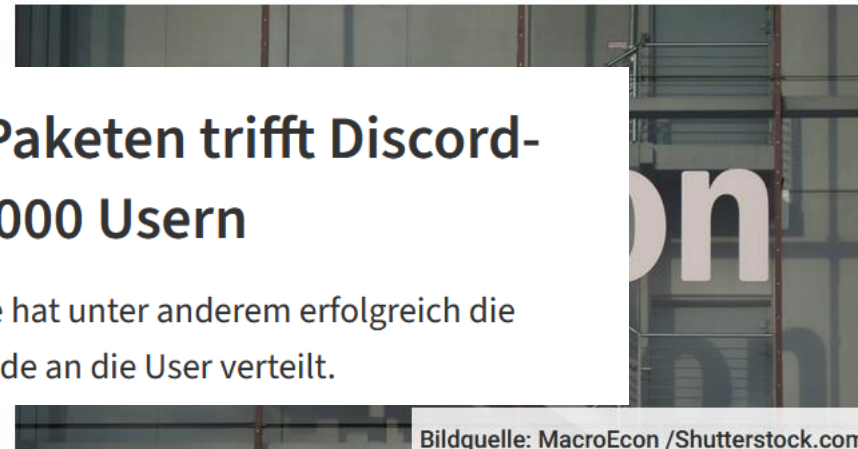 Paketen trifft Discord-
000 Usern
hat unter anderem erfolgreich die
de an die User verteilt.
on
Bildquelle: MacroEcon /Shutterstock.com